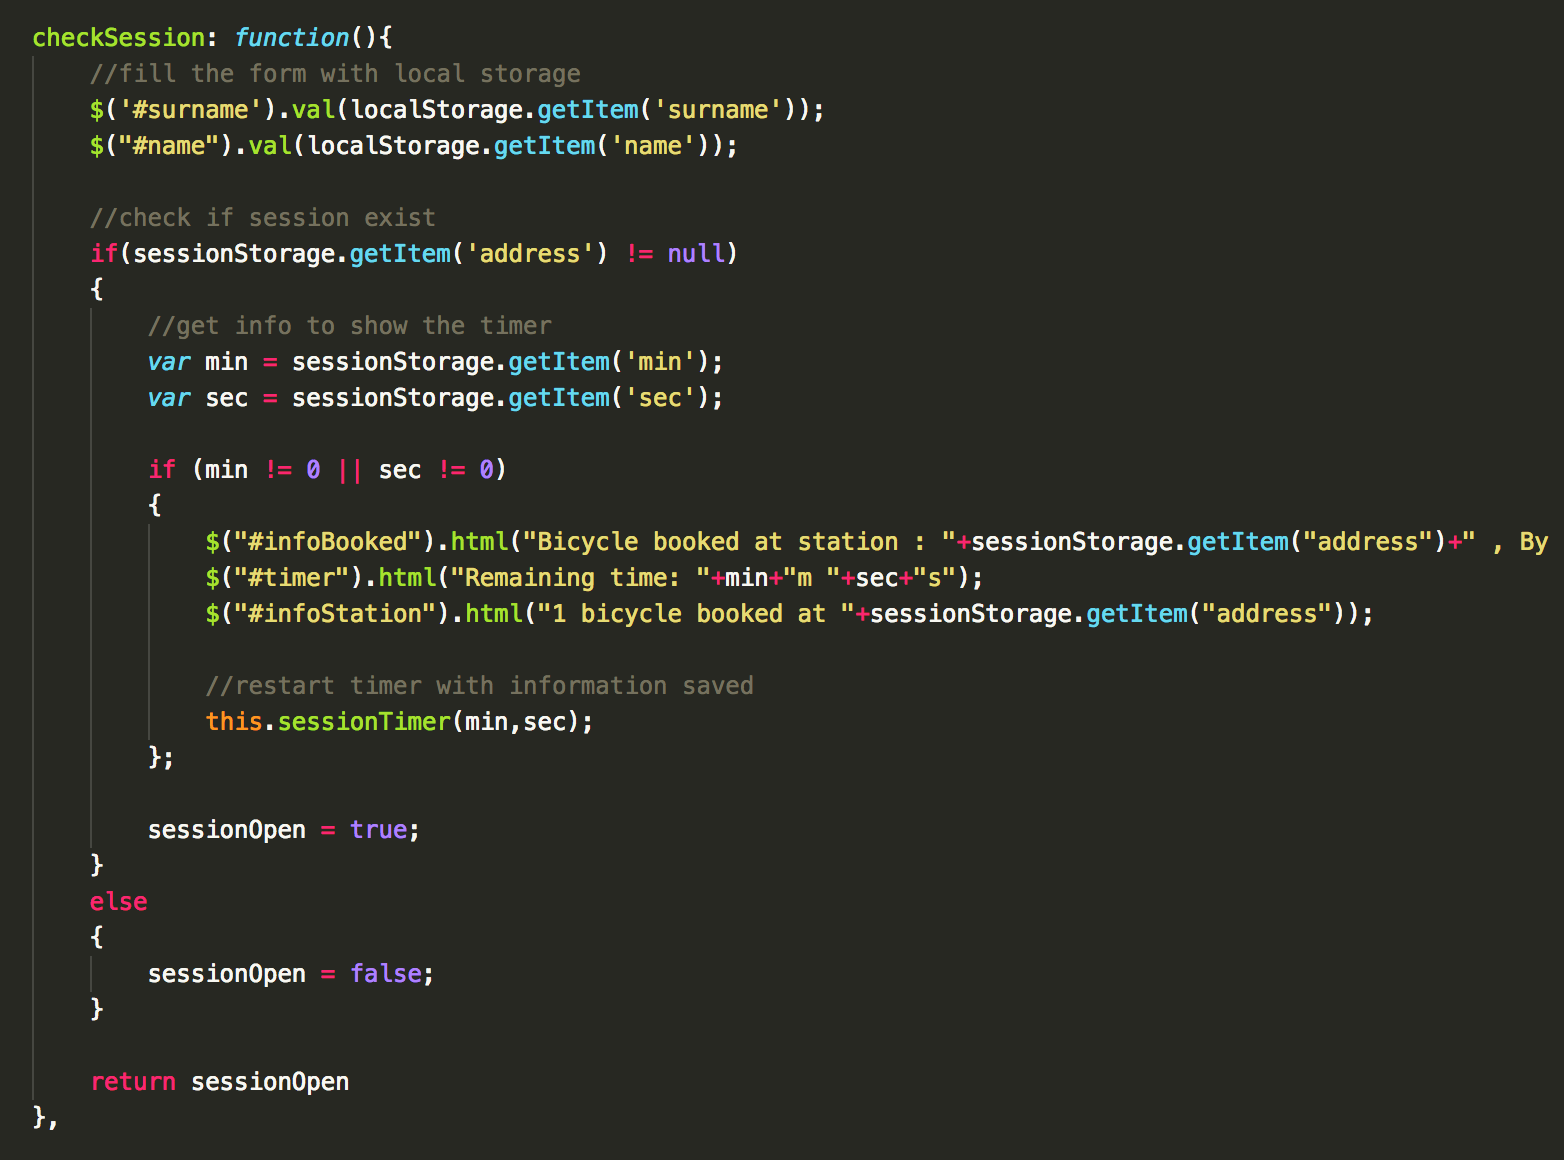 checkSession: function(){
//fill the form with local storage
$('#surname').val(localStorage.getItem('surname'));
$("#name").val(localStorage.getItem('name'));
//check if session exist
if(sessionStorage.getItem('address') != null)
{
//get info to show the timer
var min = sessionStorage.getItem('min');
var sec = sessionStorage.getItem('sec');
if (min != 0 || sec != 0)
{
$("#infoBooked").html("Bicycle booked at station : "+sessionStorage.getItem("address")+" , By
$("#timer").html("Remaining time: "+min+"m "+sec+"s");
$("#infoStation").html("1 bicycle booked at "+sessionStorage.getItem("address"));
//restart timer with information saved
this.sessionTimer(min,sec);
};
sessionOpen = true;
}
else
{
sessionOpen = false;
}
return sessionOpen
},